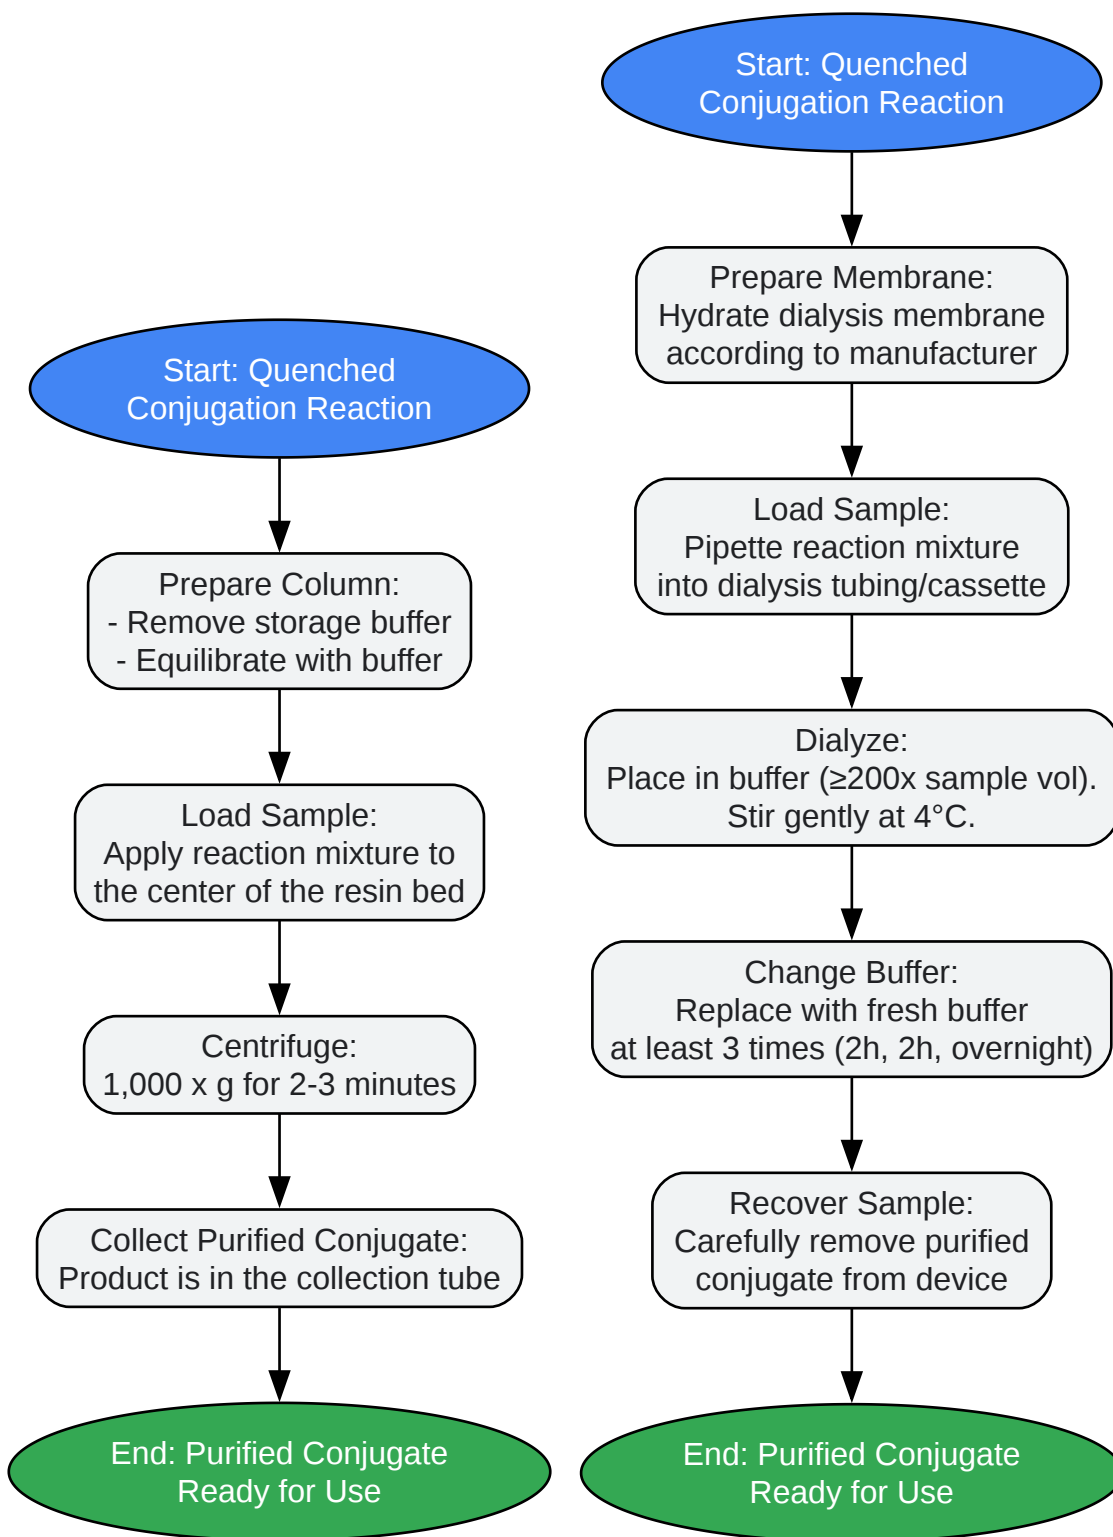 Start: Quenched
Conjugation Reaction
Prepare Column:
- Remove storage buffer
- Equilibrate with buffer
Load Sample:
Apply reaction mixture to
the center of the resin bed
Centrifuge:
1,000 x g for 2-3 minutes
Collect Purified Conjugate:
Product is in the collection tube
End: Purified Conjugate
Ready for Use
Start: Quenched
Conjugation Reaction
Prepare Membrane:
Hydrate dialysis membrane
according to manufacturer
Load Sample:
Pipette reaction mixture
into dialysis tubing/cassette
Dialyze:
Place in buffer (≥200x sample vol).
Stir gently at 4°C.
Change Buffer:
Replace with fresh buffer
at least 3 times (2h, 2h, overnight)
Recover Sample:
Carefully remove purified
conjugate from device
End: Purified Conjugate
Ready for Use